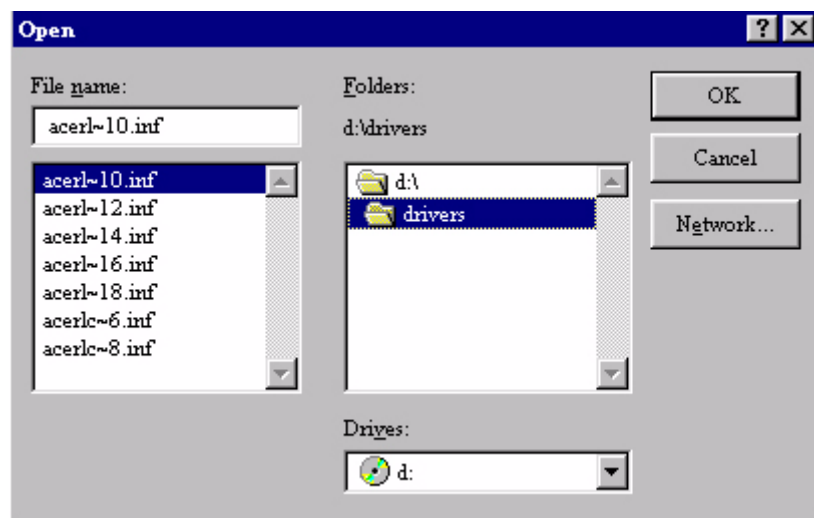 Open
File name:
acerl~10.inf
acerl~10.inf
acerl~12.inf
acerl~14.inf
acerl~16.inf
acerl~18.inf
acerlc~6.inf
acerlc~8.inf
Folders:
d:\drivers
d:\
drivers
Drives:
d:
OK
Cancel
Network...